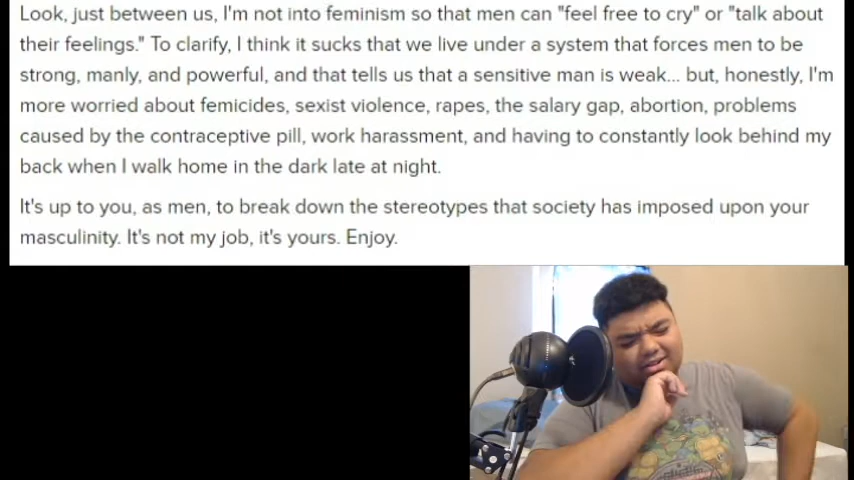 Look, just between us, I'm not into feminism so that men can "feel free to cry" or "talk about
their feelings." To clarify, I think it sucks that we live under a system that forces men to be
strong, manly, and powerful, and that tells us that a sensitive man is weak... but, honestly, I'm
more worried about femicides, sexist violence, rapes, the salary gap, abortion, problems
caused by the contraceptive pill, work harassment, and having to constantly look behind my
back when I walk home in the dark late at night.
It's up to you, as men, to break down the stereotypes that society has imposed upon your
masculinity. It's not my job, it's yours. Enjoy.